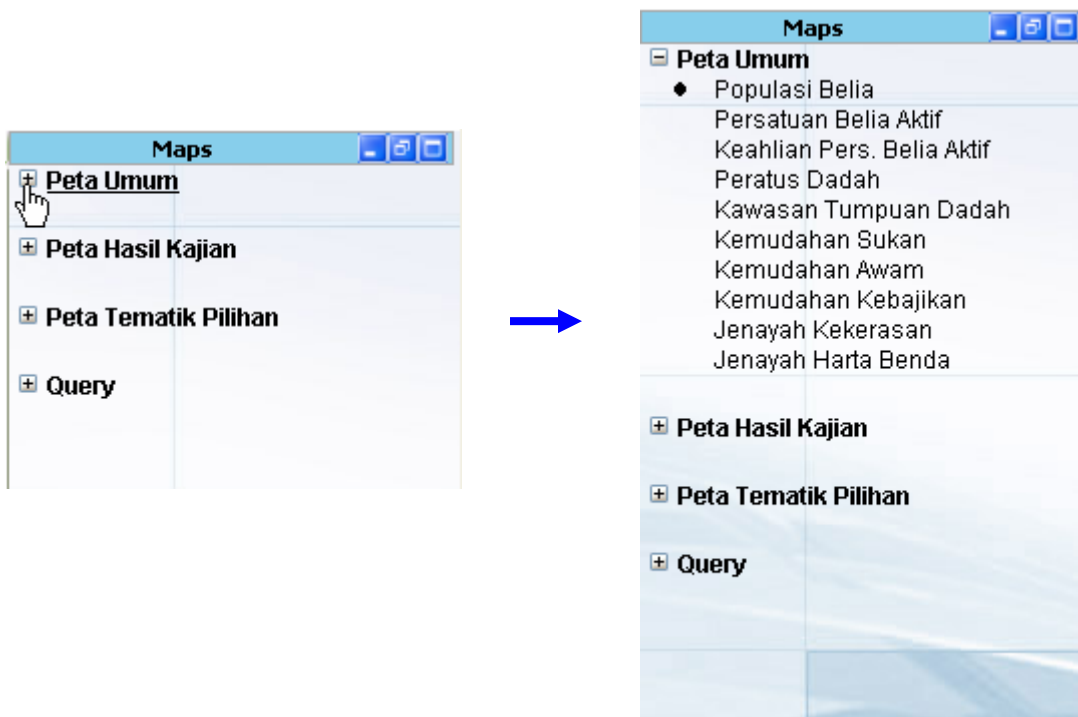 Maps
Peta Umum
Peta Hasil Kajian
Peta Tematik Pilihan
Query
Maps
Peta Umum
Populasi Belia
Persatuan Belia Aktif
Keahlian Pers. Belia Aktif
Peratus Dadah
Kawasan Tumpuan Dadah
Kemudahan Sukan
Kemudahan Awam
Kemudahan Kebajikan
Jenayah Kekerasan
Jenayah Harta Benda
Peta Hasil Kajian
Peta Tematik Pilihan
Query